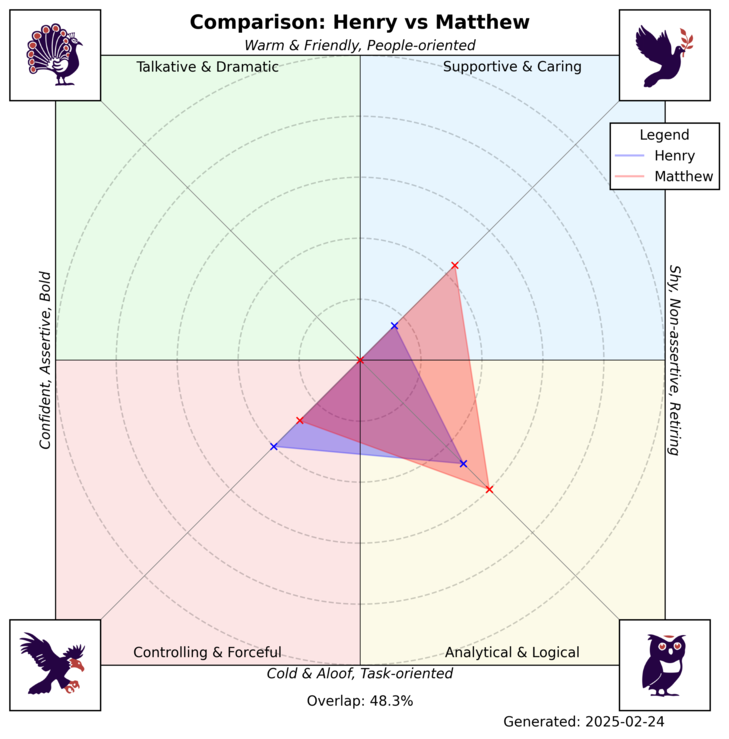 Comparison: Henry vs Matthew
Warm & Friendly, People-oriented
Talkative & Dramatic
Supportive & Caring
Legend
Henry
Matthew
Confident, Assertive, Bold
Shy, Non-assertive, Retiring
Controlling & Forceful
Analytical & Logical
Cold & Aloof, Task-oriented
Overlap: 48.3%
Generated: 2025-02-24